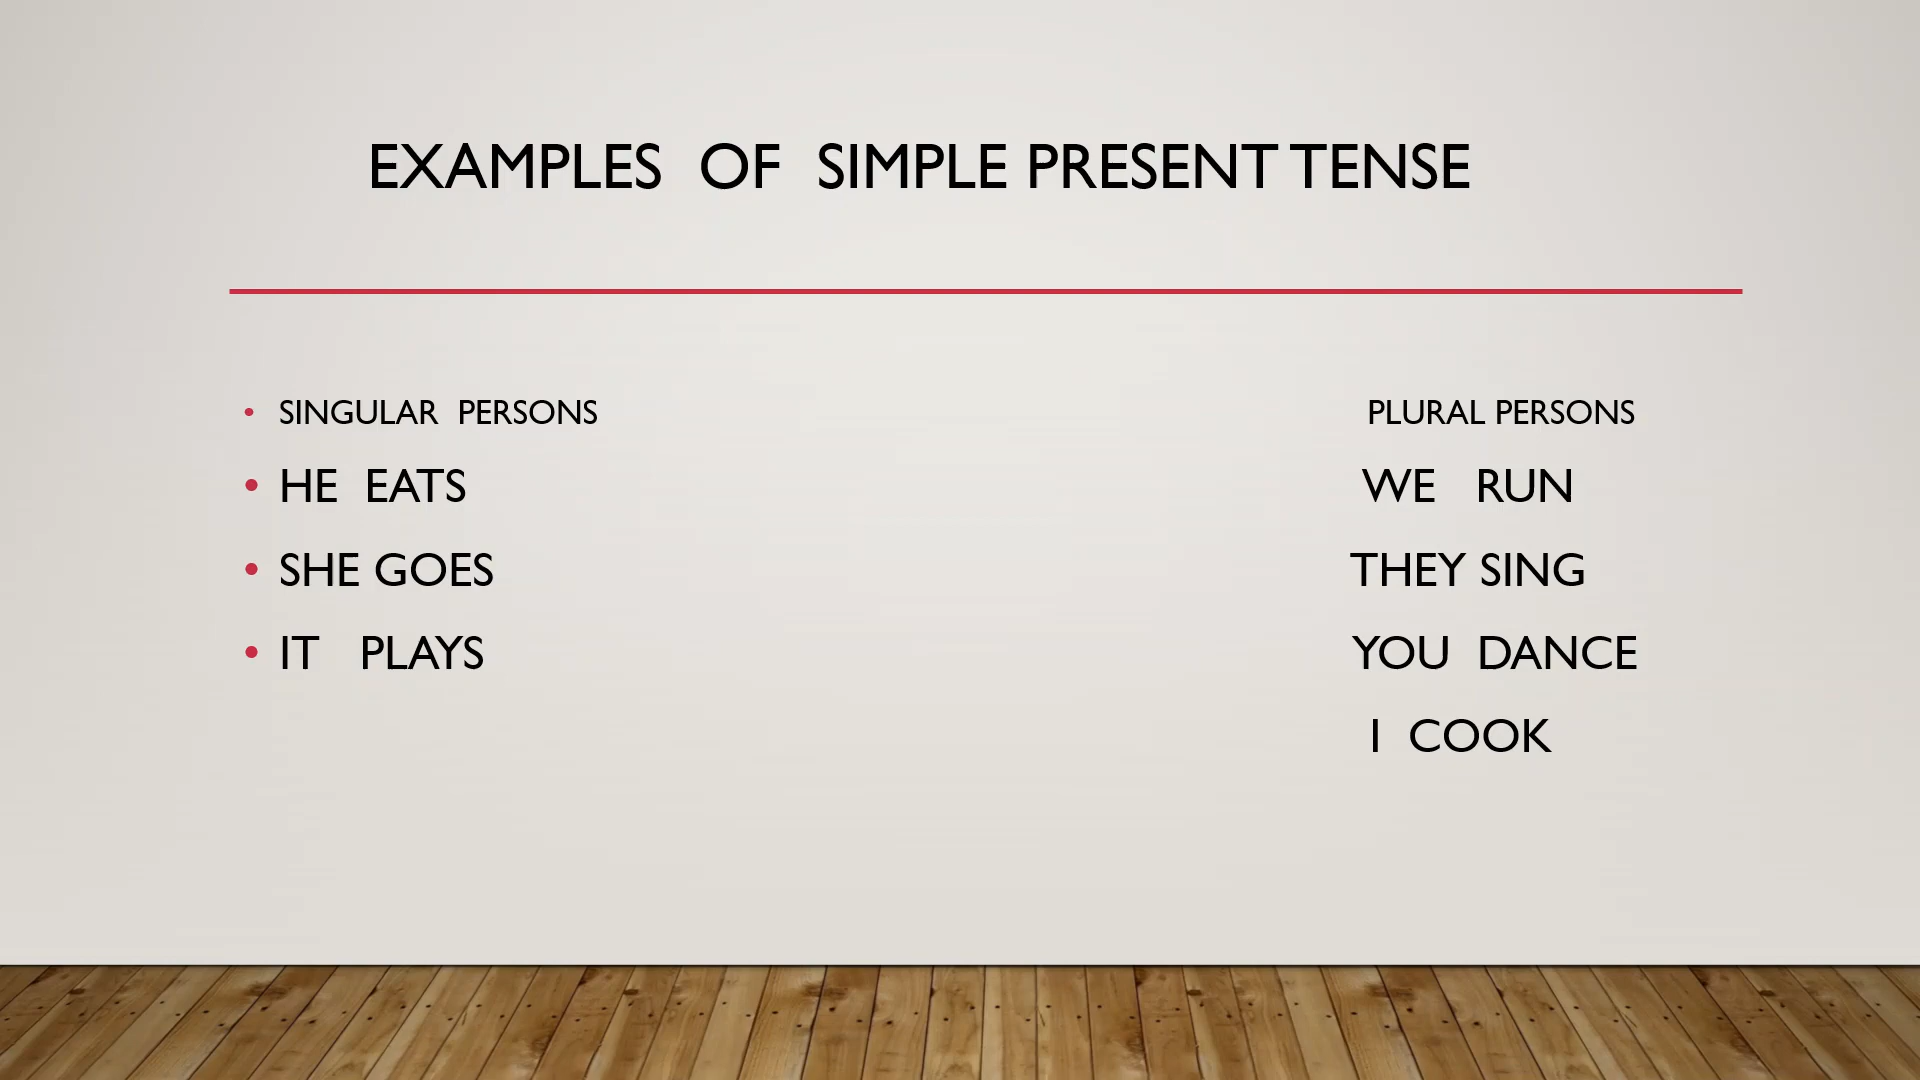 EXAMPLES OF SIMPLE PRESENT TENSE
• SINGULAR PERSONS PLURAL PERSONS
• HE EATS WE RUN
• SHE GOES THEY SING
• IT PLAYS YOU DANCE
I COOK